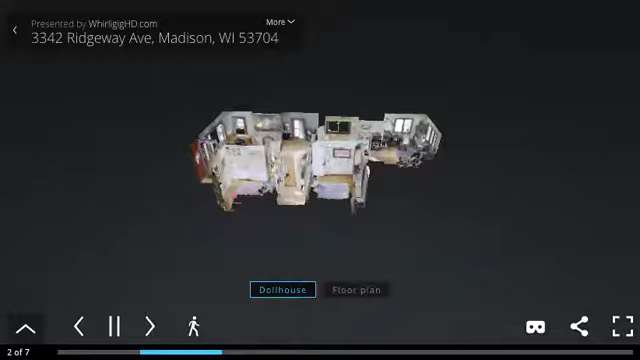 Presented by WhirligigHD.com
More
3342 Ridgeway Ave, Madison, WI 53704
Dollhouse
Floor plan
2 of 7